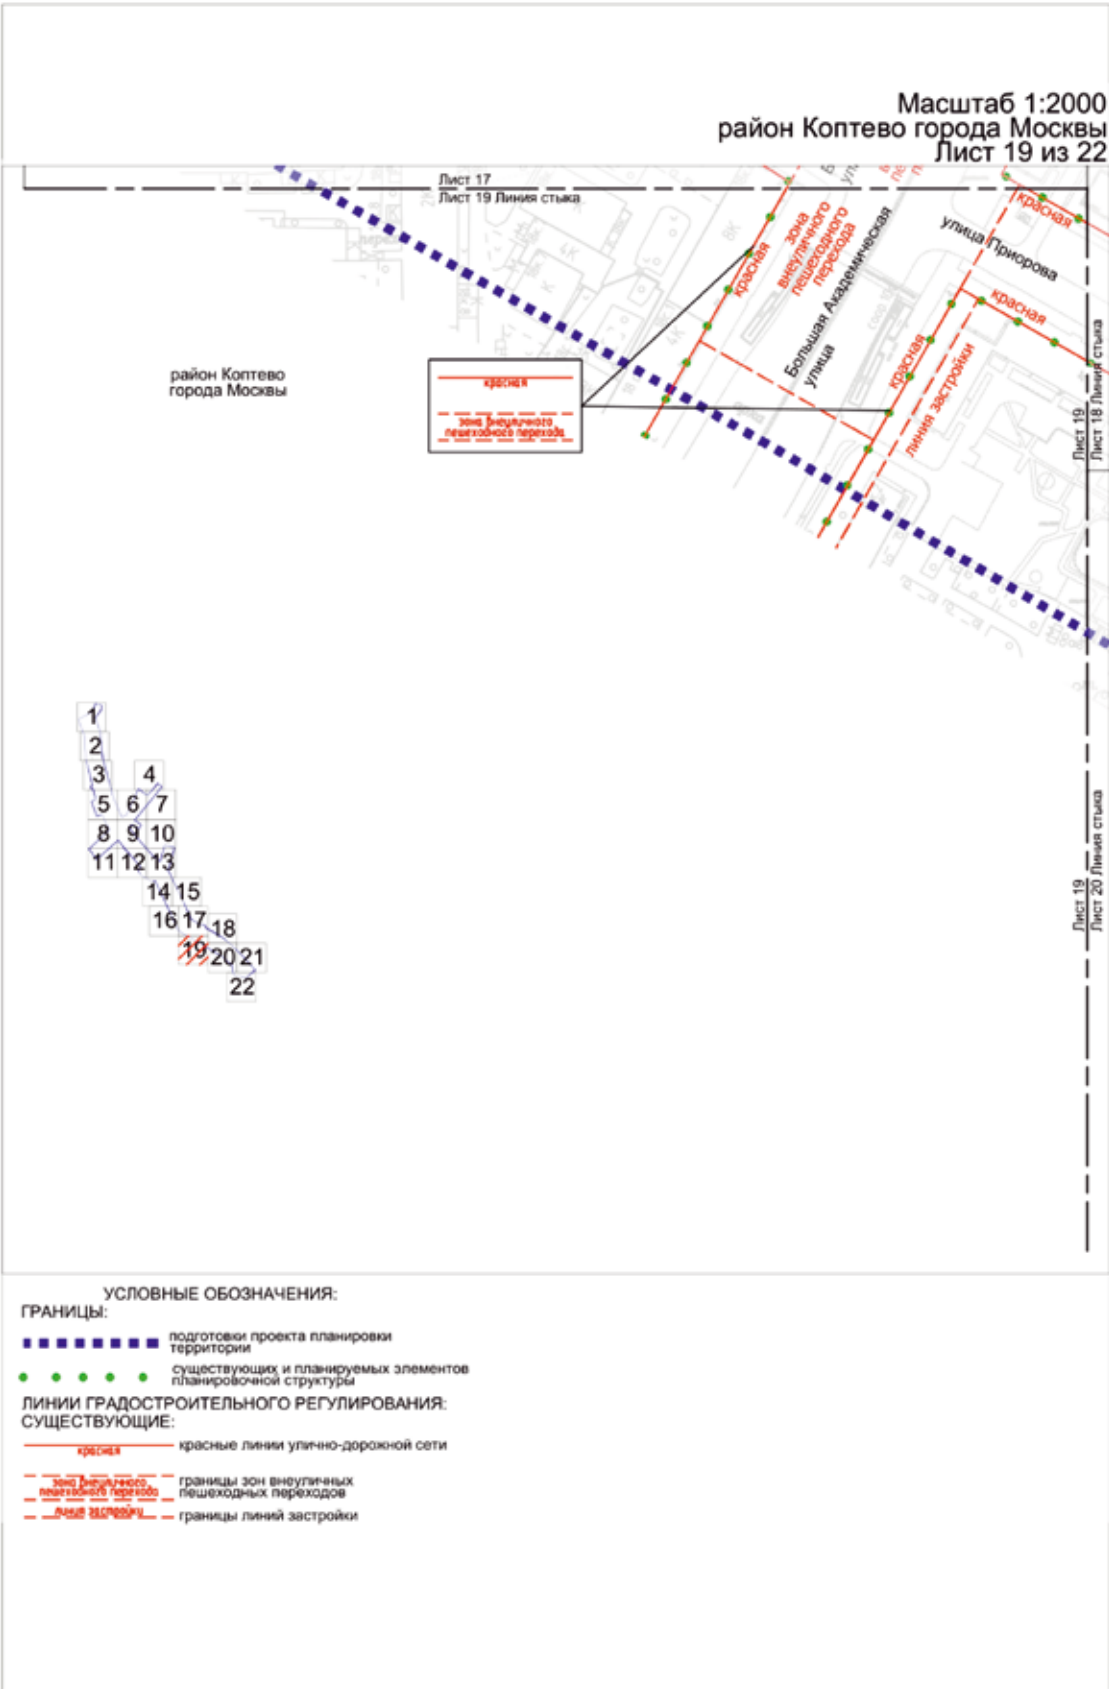 Масштаб 1:2000
район Коптево города Москвы
Лист 19 из 22
Лист 17
Лист 19 Линия стыка
красная
зона
внеуличного
пешеходного
перехода
Большая Академическая
улица
улица Приорова
красная
красная
красная
линия застройки
Лист 19
Лист 18 Линия стыка
район Коптево
города Москвы
красная
зона внеуличного
пешеходного перехода
8К
4К
4К
К
К
2К
1
2
3
4
5
6
7
8
9
10
11
12
13
14
15
16
17
18
19
20
21
22
Лист 19
Лист 20 Линия стыка
УСЛОВНЫЕ ОБОЗНАЧЕНИЯ:
ГРАНИЦЫ:
подготовки проекта планировки
территории
существующих и планируемых элементов
планировочной структуры
ЛИНИИ ГРАДОСТРОИТЕЛЬНОГО РЕГУЛИРОВАНИЯ:
СУЩЕСТВУЮЩИЕ:
красная
красные линии улично-дорожной сети
зона внеуличного
пешеходного перехода
границы зон внеуличных
пешеходных переходов
линия застройки
границы линий застройки